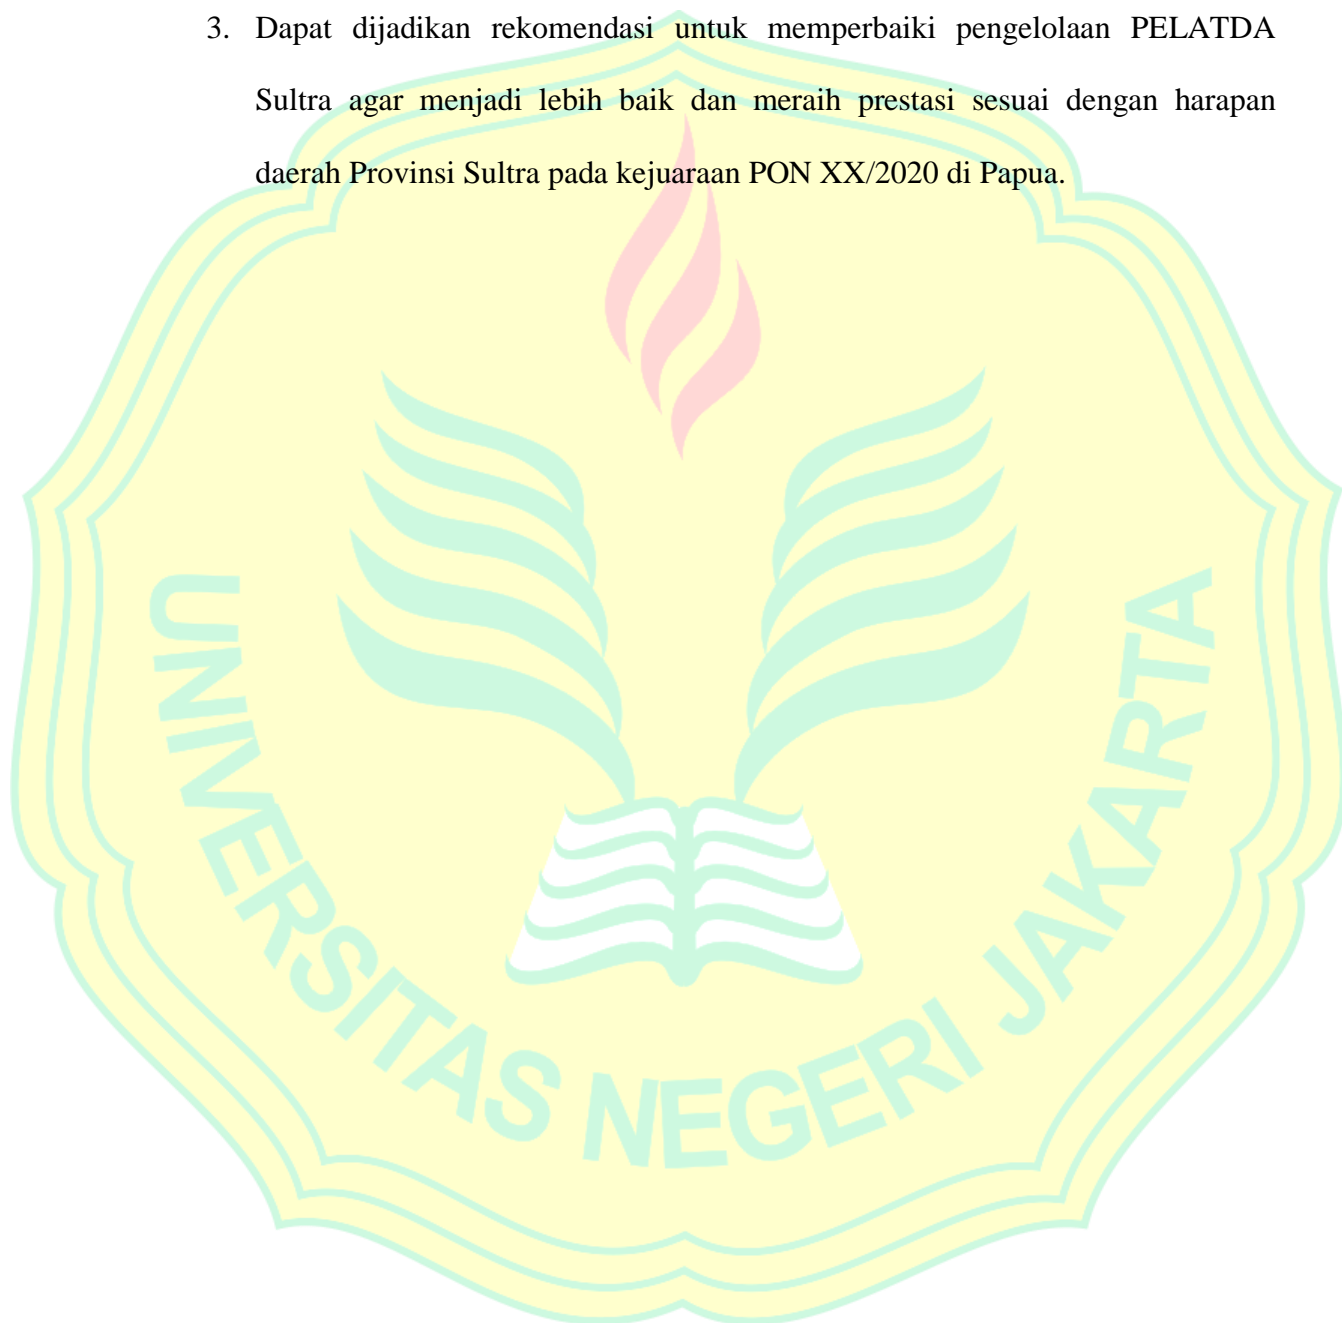 3. Dapat dijadikan rekomendasi untuk memperbaiki pengelolaan PELATDA
Sultra agar menjadi lebih baik dan meraih prestasi sesuai dengan harapan
daerah Provinsi Sultra pada kejuaraan PON XX/2020 di Papua.
UNIVERSITAS NEGERI JAKARTA